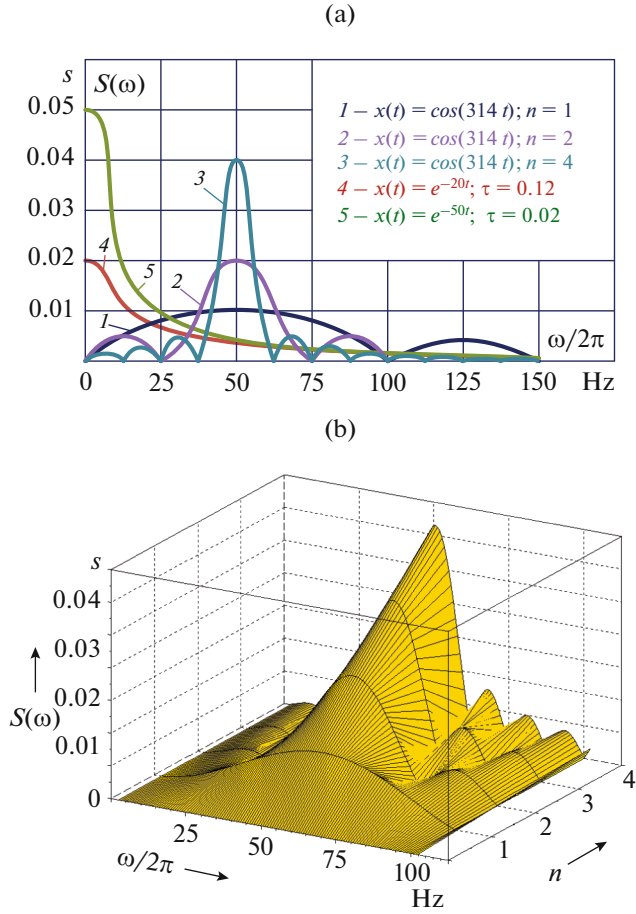 (a)
s
S(ω)
0.05
0.04
0.03
0.02
0.01
1 – x(t) = cos(314 t); n = 1
2 – x(t) = cos(314 t); n = 2
3 – x(t) = cos(314 t); n = 4
4 – x(t) = e⁻²⁰ᵗ; τ = 0.12
5 – x(t) = e⁻⁵⁰ᵗ; τ = 0.02
3
4
5
2
1
ω/2π
0 25 50 75 100 125 150 Hz
(b)
s
0.04
0.02
S(ω)
0.01
0
25
50
75
100
ω/2π
Hz
1
2
3
4
n